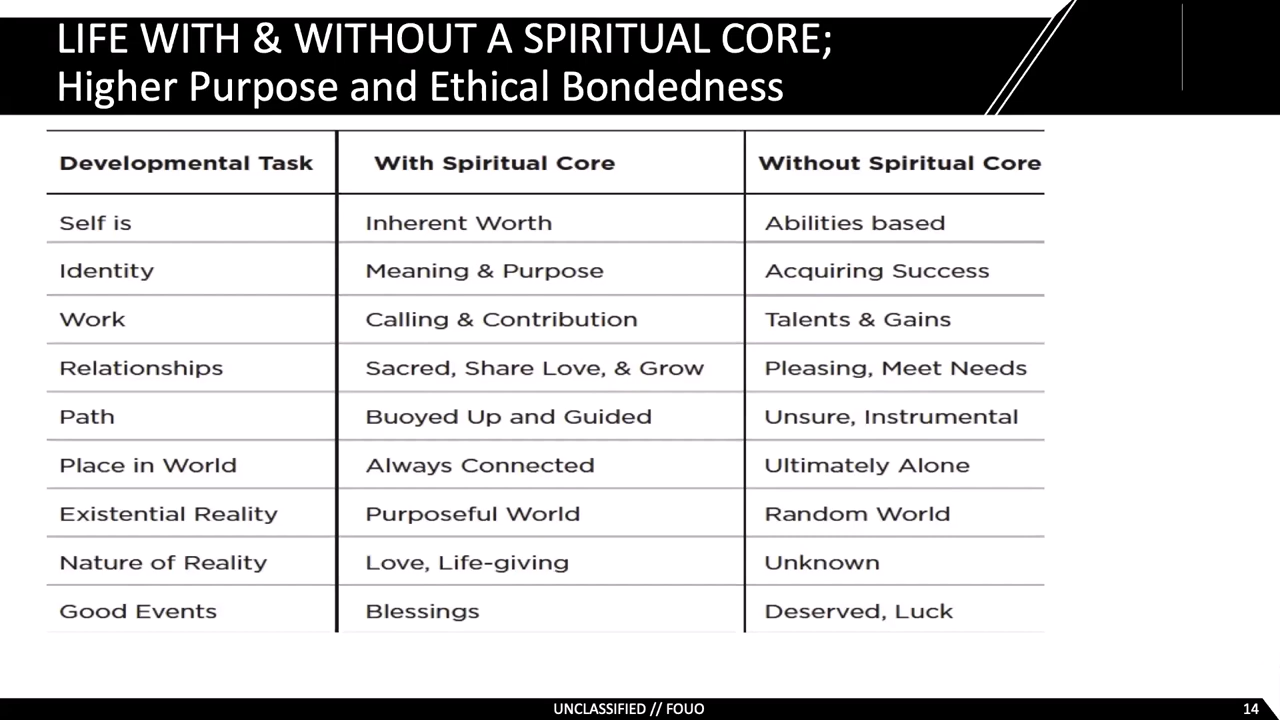 LIFE WITH & WITHOUT A SPIRITUAL CORE;
Higher Purpose and Ethical Bondedness
Developmental Task With Spiritual Core Without Spiritual Core
Self is Inherent Worth Abilities based
Identity Meaning & Purpose Acquiring Success
Work Calling & Contribution Talents & Gains
Relationships Sacred, Share Love, & Grow Pleasing, Meet Needs
Path Buoyed Up and Guided Unsure, Instrumental
Place in World Always Connected Ultimately Alone
Existential Reality Purposeful World Random World
Nature of Reality Love, Life-giving Unknown
Good Events Blessings Deserved, Luck
UNCLASSIFIED // FOUO 14